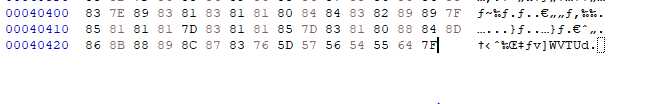 00040400 83 7E 89 83 81 83 81 81 80 84 84 83 82 89 89 7F ƒ~‰ƒ.ƒ..€„„ƒ‚‰‰.
00040410 85 81 81 81 7D 83 81 81 85 7D 83 81 80 88 84 8D …...}ƒ..…}ƒ.€ˆ„.
00040420 86 8B 88 89 8C 87 83 76 5D 57 56 54 55 64 7F †‹ˆ‰Œ‡ƒv]WVTUd.